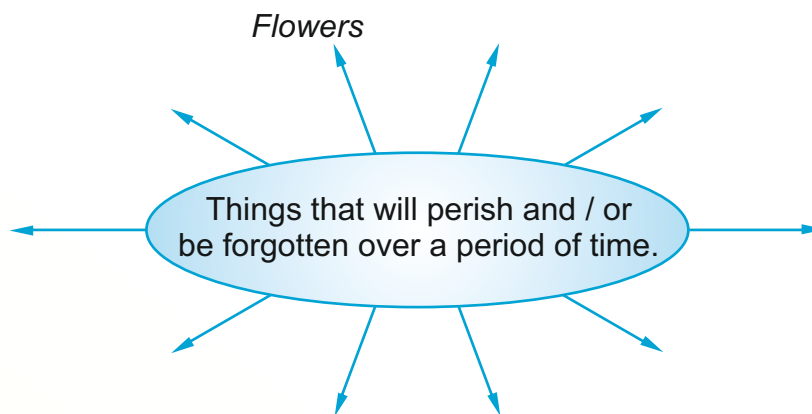 Flowers
Things that will perish and / or
be forgotten over a period of time.